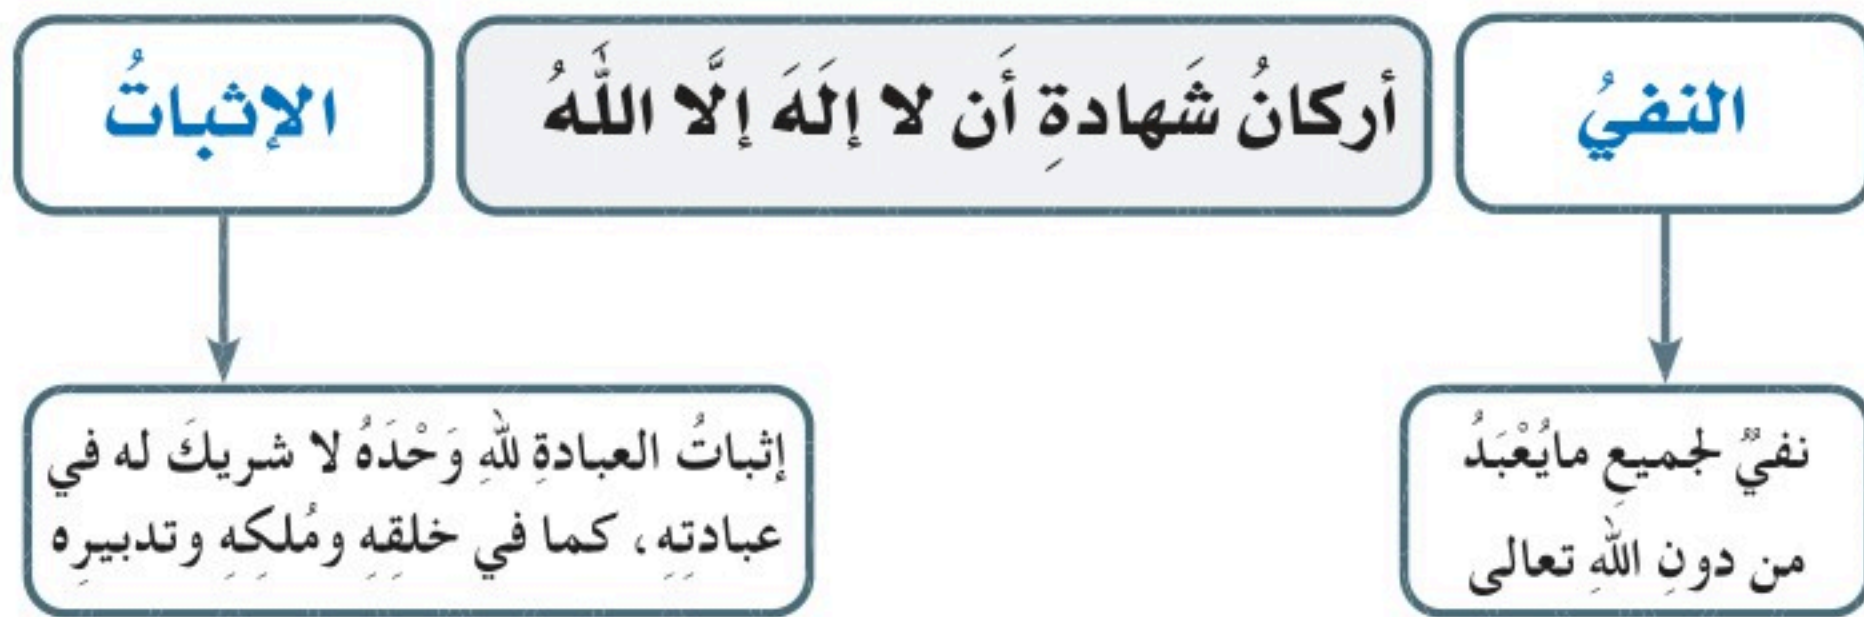 النفيُ
أركانُ شَهادةِ أَن لا إلَهَ إلَّا اللَّهُ
الإثباتُ
نفيٌ لجميعِ مايُعْبَدُ
من دونِ اللهِ تعالى
إثباتُ العبادةِ للهِ وَحْدَهُ لا شريكَ له في
عبادتِهِ، كما في خلقِهِ ومُلكِهِ وتدبيرِه